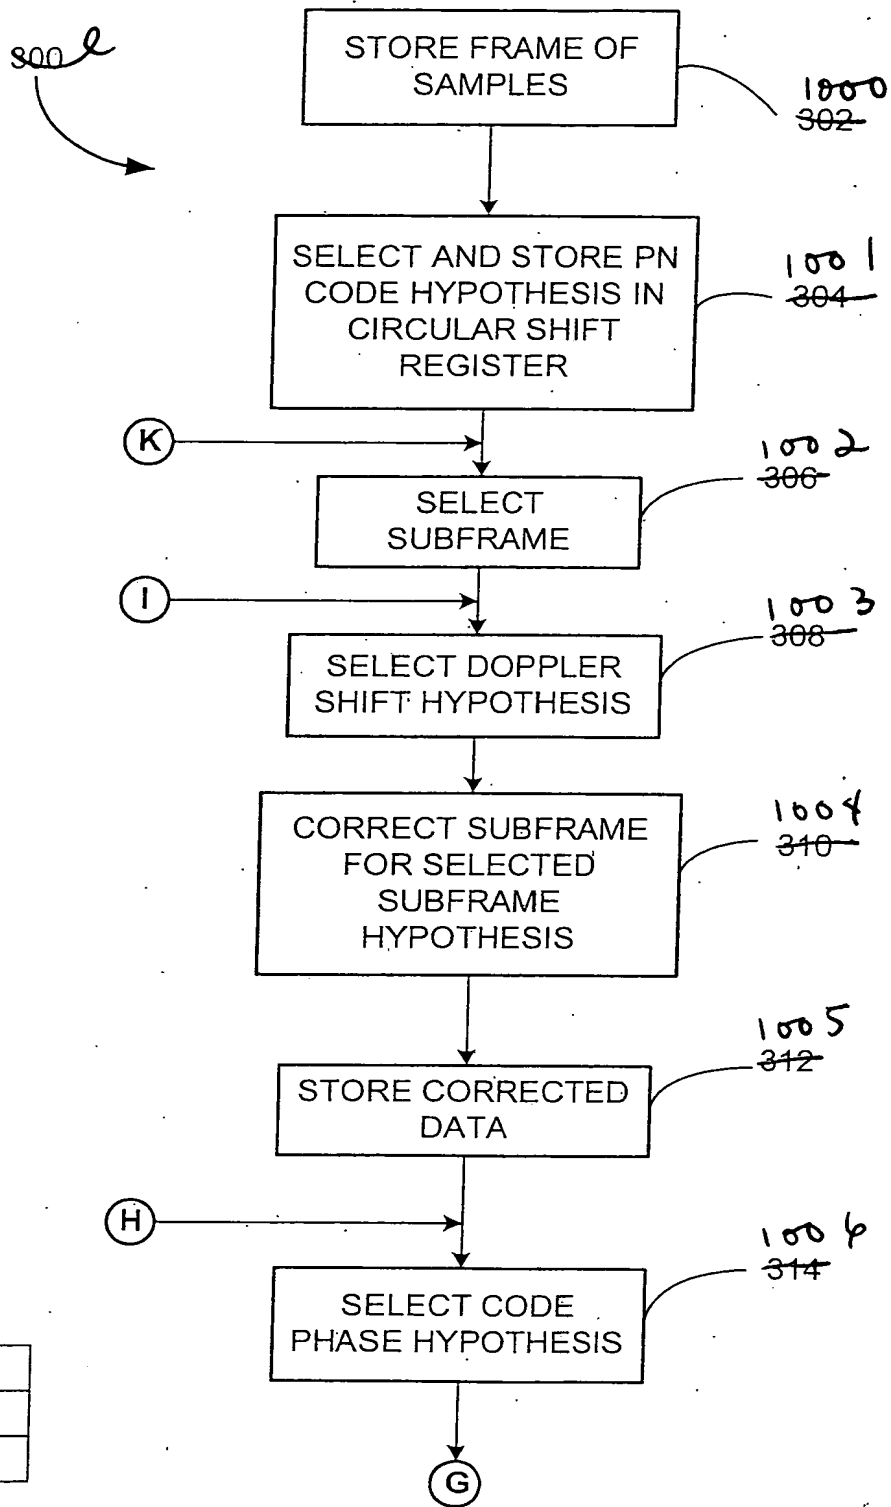 300
STORE FRAME OF
SAMPLES
1000
302
SELECT AND STORE PN
CODE HYPOTHESIS IN
CIRCULAR SHIFT
REGISTER
1001
304
K
1002
306
SELECT
SUBFRAME
I
1003
308
SELECT DOPPLER
SHIFT HYPOTHESIS
1004
310
CORRECT SUBFRAME
FOR SELECTED
SUBFRAME
HYPOTHESIS
1005
312
STORE CORRECTED
DATA
H
1006
314
SELECT CODE
PHASE HYPOTHESIS
G